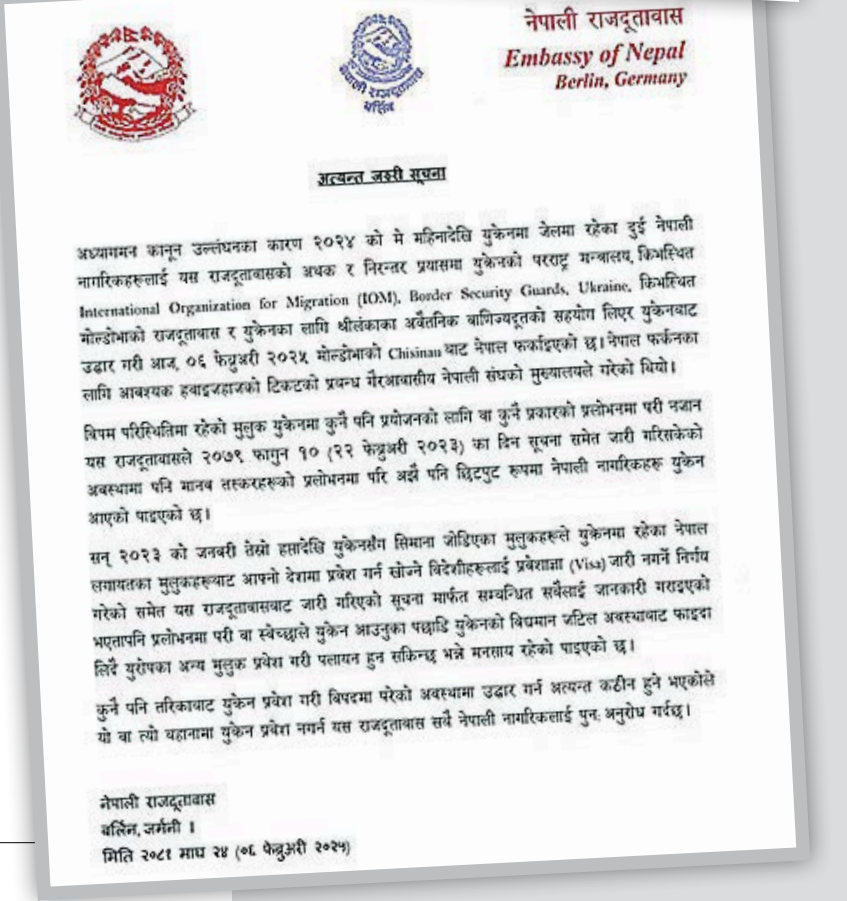 नेपाली राजदूतावास
Embassy of Nepal
Berlin, Germany
नेपाली राजदूतावास
बर्लिन
अत्यन्त जरुरी सूचना
अध्यागमन कानून उल्लंघनका कारण २०२४ को मे महिनादेखि युक्रेनमा जेलमा रहेका दुई नेपाली
नागरिकहरूलाई यस राजदूतावासको अथक र निरन्तर प्रयासमा युक्रेनको परराष्ट्र मन्त्रालय, किभस्थित
International Organization for Migration (IOM), Border Security Guards, Ukraine, किभस्थित
मोल्डोभाको राजदूतावास र युक्रेनका लागि श्रीलंकाका अवैतनिक वाणिज्यदूतको सहयोग लिएर युक्रेनबाट
उद्धार गरी आज, ०६ फेब्रुअरी २०२५ मोल्डोभाको Chisinau बाट नेपाल फर्काइएको छ। नेपाल फर्कनका
लागि आवश्यक हवाइजहाजको टिकटको प्रबन्ध गैरआवासीय नेपाली संघको मुख्यालयले गरेको थियो।
विषम परिस्थितिमा रहेको मुलुक युक्रेनमा कुनै पनि प्रयोजनको लागि वा कुनै प्रकारको प्रलोभनमा परी नजान
यस राजदूतावासले २०७९ फागुन १० (२२ फेब्रुअरी २०२३) का दिन सूचना समेत जारी गरिसकेको
अवस्थामा पनि मानव तस्करहरूको प्रलोभनमा परि अझै पनि छिटपुट रूपमा नेपाली नागरिकहरू युक्रेन
आएको पाइएको छ।
सन् २०२३ को जनवरी तेस्रो हप्तादेखि युक्रेनसँग सिमाना जोडिएका मुलुकहरूले युक्रेनमा रहेका नेपाल
लगायतका मुलुकहरूबाट आफ्नो देशमा प्रवेश गर्न खोज्ने विदेशीहरूलाई प्रवेशाज्ञा (Visa) जारी नगर्ने निर्णय
गरेको समेत यस राजदूतावासबाट जारी गरिएको सूचना मार्फत सम्बन्धित सबैलाई जानकारी गराइएको
भएतापनि प्रलोभनमा परी वा स्वेच्छाले युक्रेन आउनुका पछाडि युक्रेनको विद्यमान जटिल अवस्थाबाट फाइदा
लिँदै युरोपका अन्य मुलुक प्रवेश गरी पलायन हुन सकिन्छ भन्ने मनसाय रहेको पाइएको छ।
कुनै पनि तरिकाबाट युक्रेन प्रवेश गरी विपदमा परेको अवस्थामा उद्धार गर्न अत्यन्त कठीन हुने भएकोले
यो वा त्यो बहानामा युक्रेन प्रवेश नगर्न यस राजदूतावास सबै नेपाली नागरिकलाई पुनः अनुरोध गर्दछ।
नेपाली राजदूतावास
बर्लिन, जर्मनी ।
मिति २०८१ माघ २४ (०६ फेब्रुअरी २०२५)